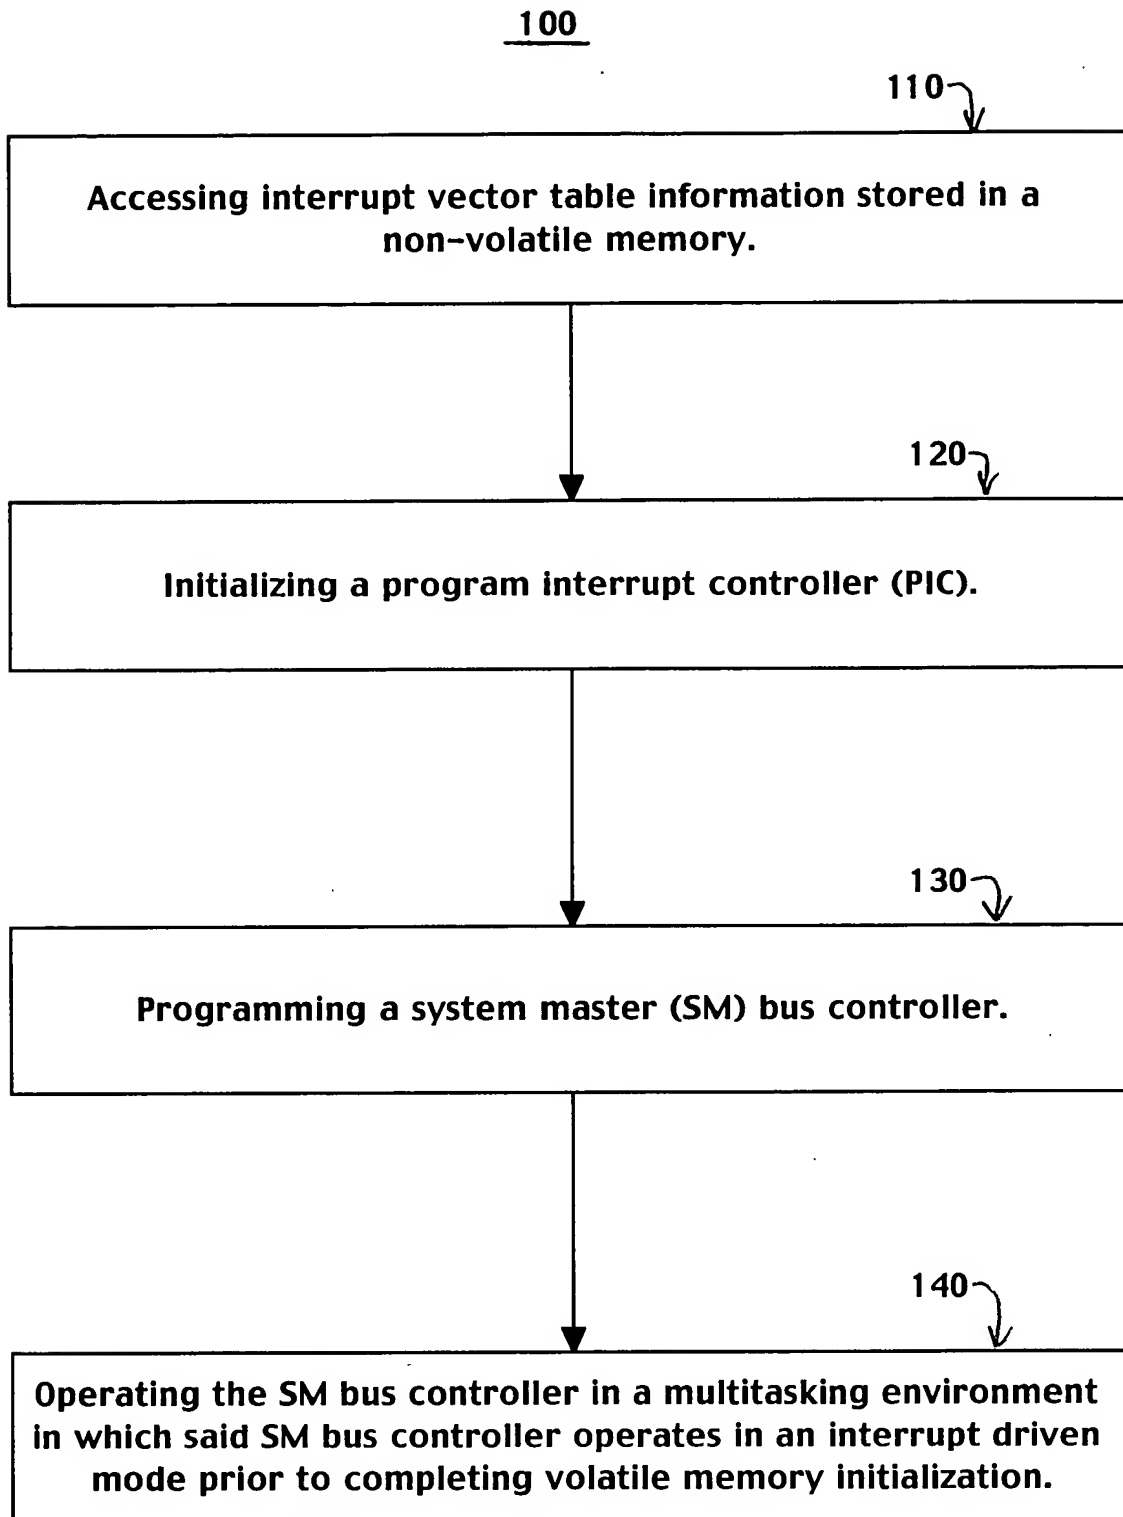 100
110
Accessing interrupt vector table information stored in a
non-volatile memory.
120
Initializing a program interrupt controller (PIC).
130
Programming a system master (SM) bus controller.
140
Operating the SM bus controller in a multitasking environment
in which said SM bus controller operates in an interrupt driven
mode prior to completing volatile memory initialization.